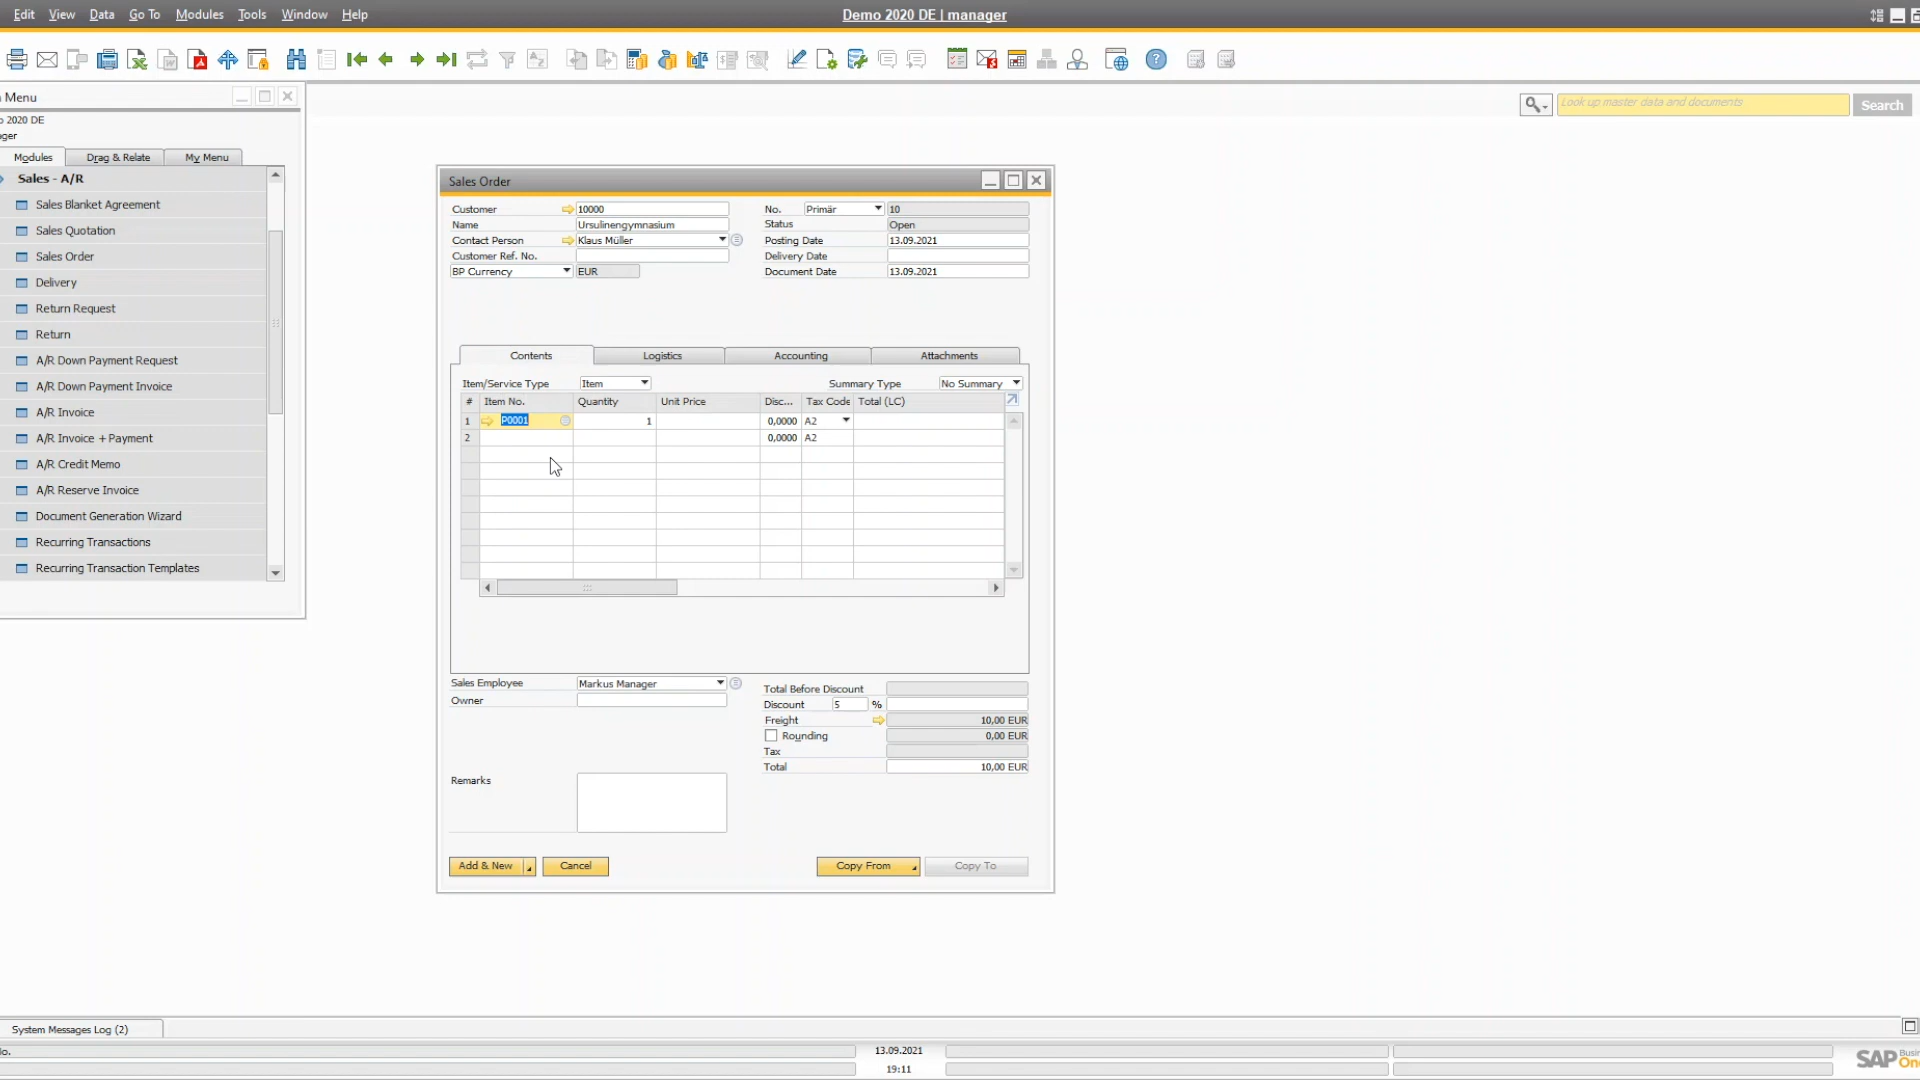 Edit View Data Go To Modules Tools Window Help
Demo 2020 DE | manager
Menu
Look up master data and documents
Search
o 2020 DE
ger
Modules Drag & Relate My Menu
Sales - A/R
Sales Blanket Agreement
Sales Quotation
Sales Order
Delivery
Return Request
Return
A/R Down Payment Request
A/R Down Payment Invoice
A/R Invoice
A/R Invoice + Payment
A/R Credit Memo
A/R Reserve Invoice
Document Generation Wizard
Recurring Transactions
Recurring Transaction Templates
Sales Order
Customer 10000
Name Ursulinengymnasium
Contact Person Klaus Müller
Customer Ref. No.
BP Currency EUR
No. Primär 10
Status Open
Posting Date 13.09.2021
Delivery Date
Document Date 13.09.2021
Contents Logistics Accounting Attachments
Item/Service Type Item Summary Type No Summary
# Item No. Quantity Unit Price Disc... Tax Code Total (LC)
1 P0001 1 0,0000 A2
2 0,0000 A2
Sales Employee Markus Manager
Owner
Remarks
Total Before Discount
Discount 5 %
Freight 10,00 EUR
Rounding 0,00 EUR
Tax
Total 10,00 EUR
Add & New Cancel Copy From Copy To
System Messages Log (2)
o.
13.09.2021
19:11
SAP Busin
On